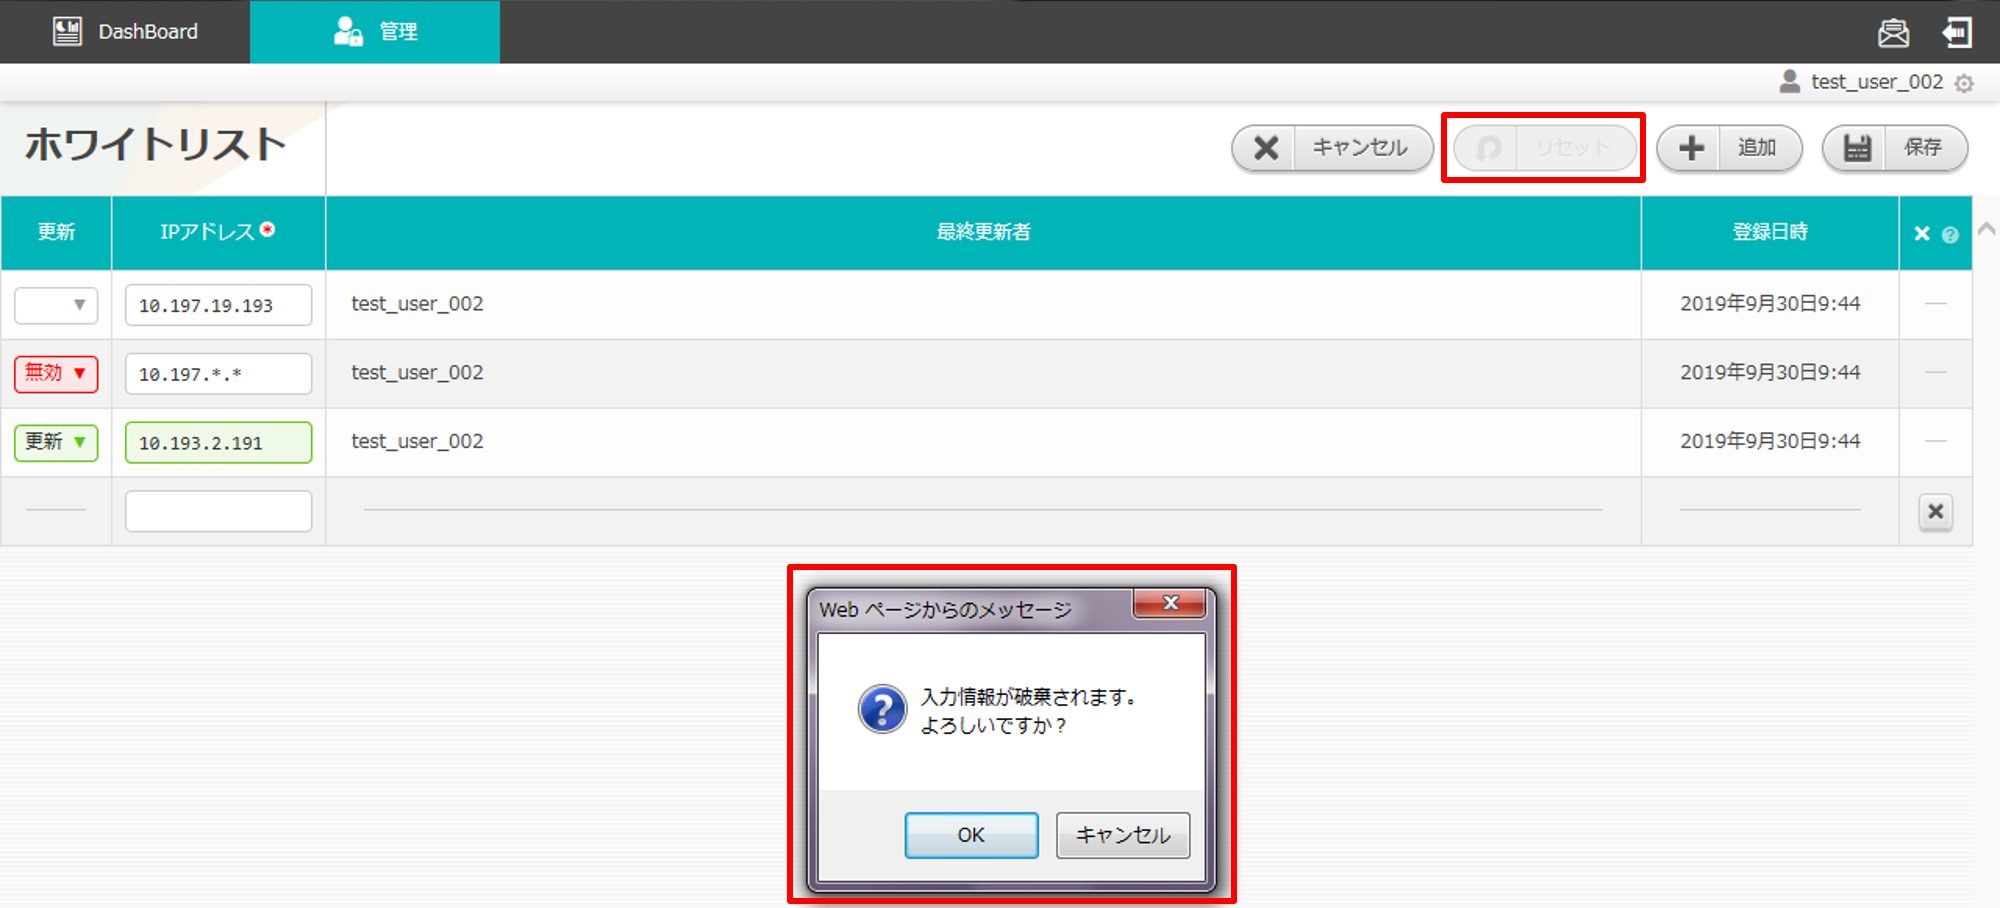 DashBoard
管理
test_user_002
ホワイトリスト
キャンセル
リセット
追加
保存
更新 IPアドレス 最終更新者 登録日時
10.197.19.193 test_user_002 2019年9月30日9:44
無効 ▼ 10.197.*.* test_user_002 2019年9月30日9:44
更新 ▼ 10.193.2.191 test_user_002 2019年9月30日9:44
Web ページからのメッセージ
入力情報が破棄されます。
よろしいですか？
OK
キャンセル